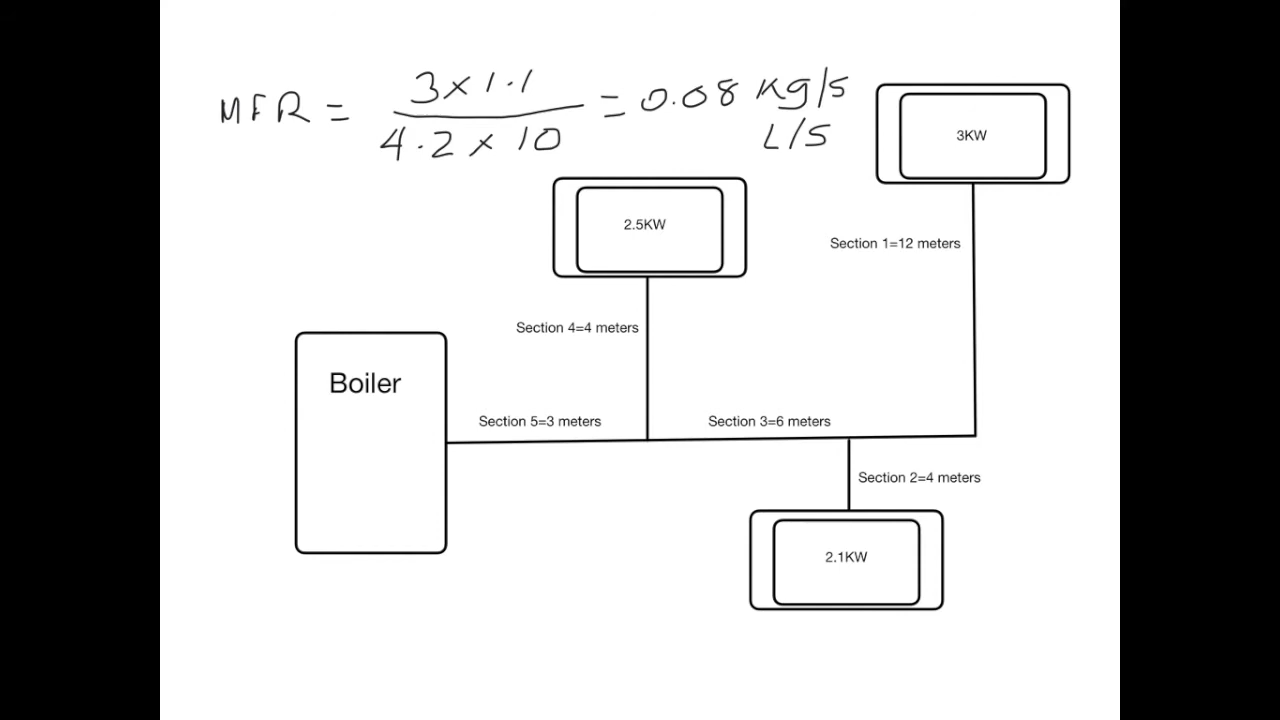 MFR = 3 x 1.1 / 4.2 x 10 = 0.08 Kg/s
L/S
3KW
2.5KW
Section 1=12 meters
Section 4=4 meters
Boiler
Section 5=3 meters
Section 3=6 meters
Section 2=4 meters
2.1KW